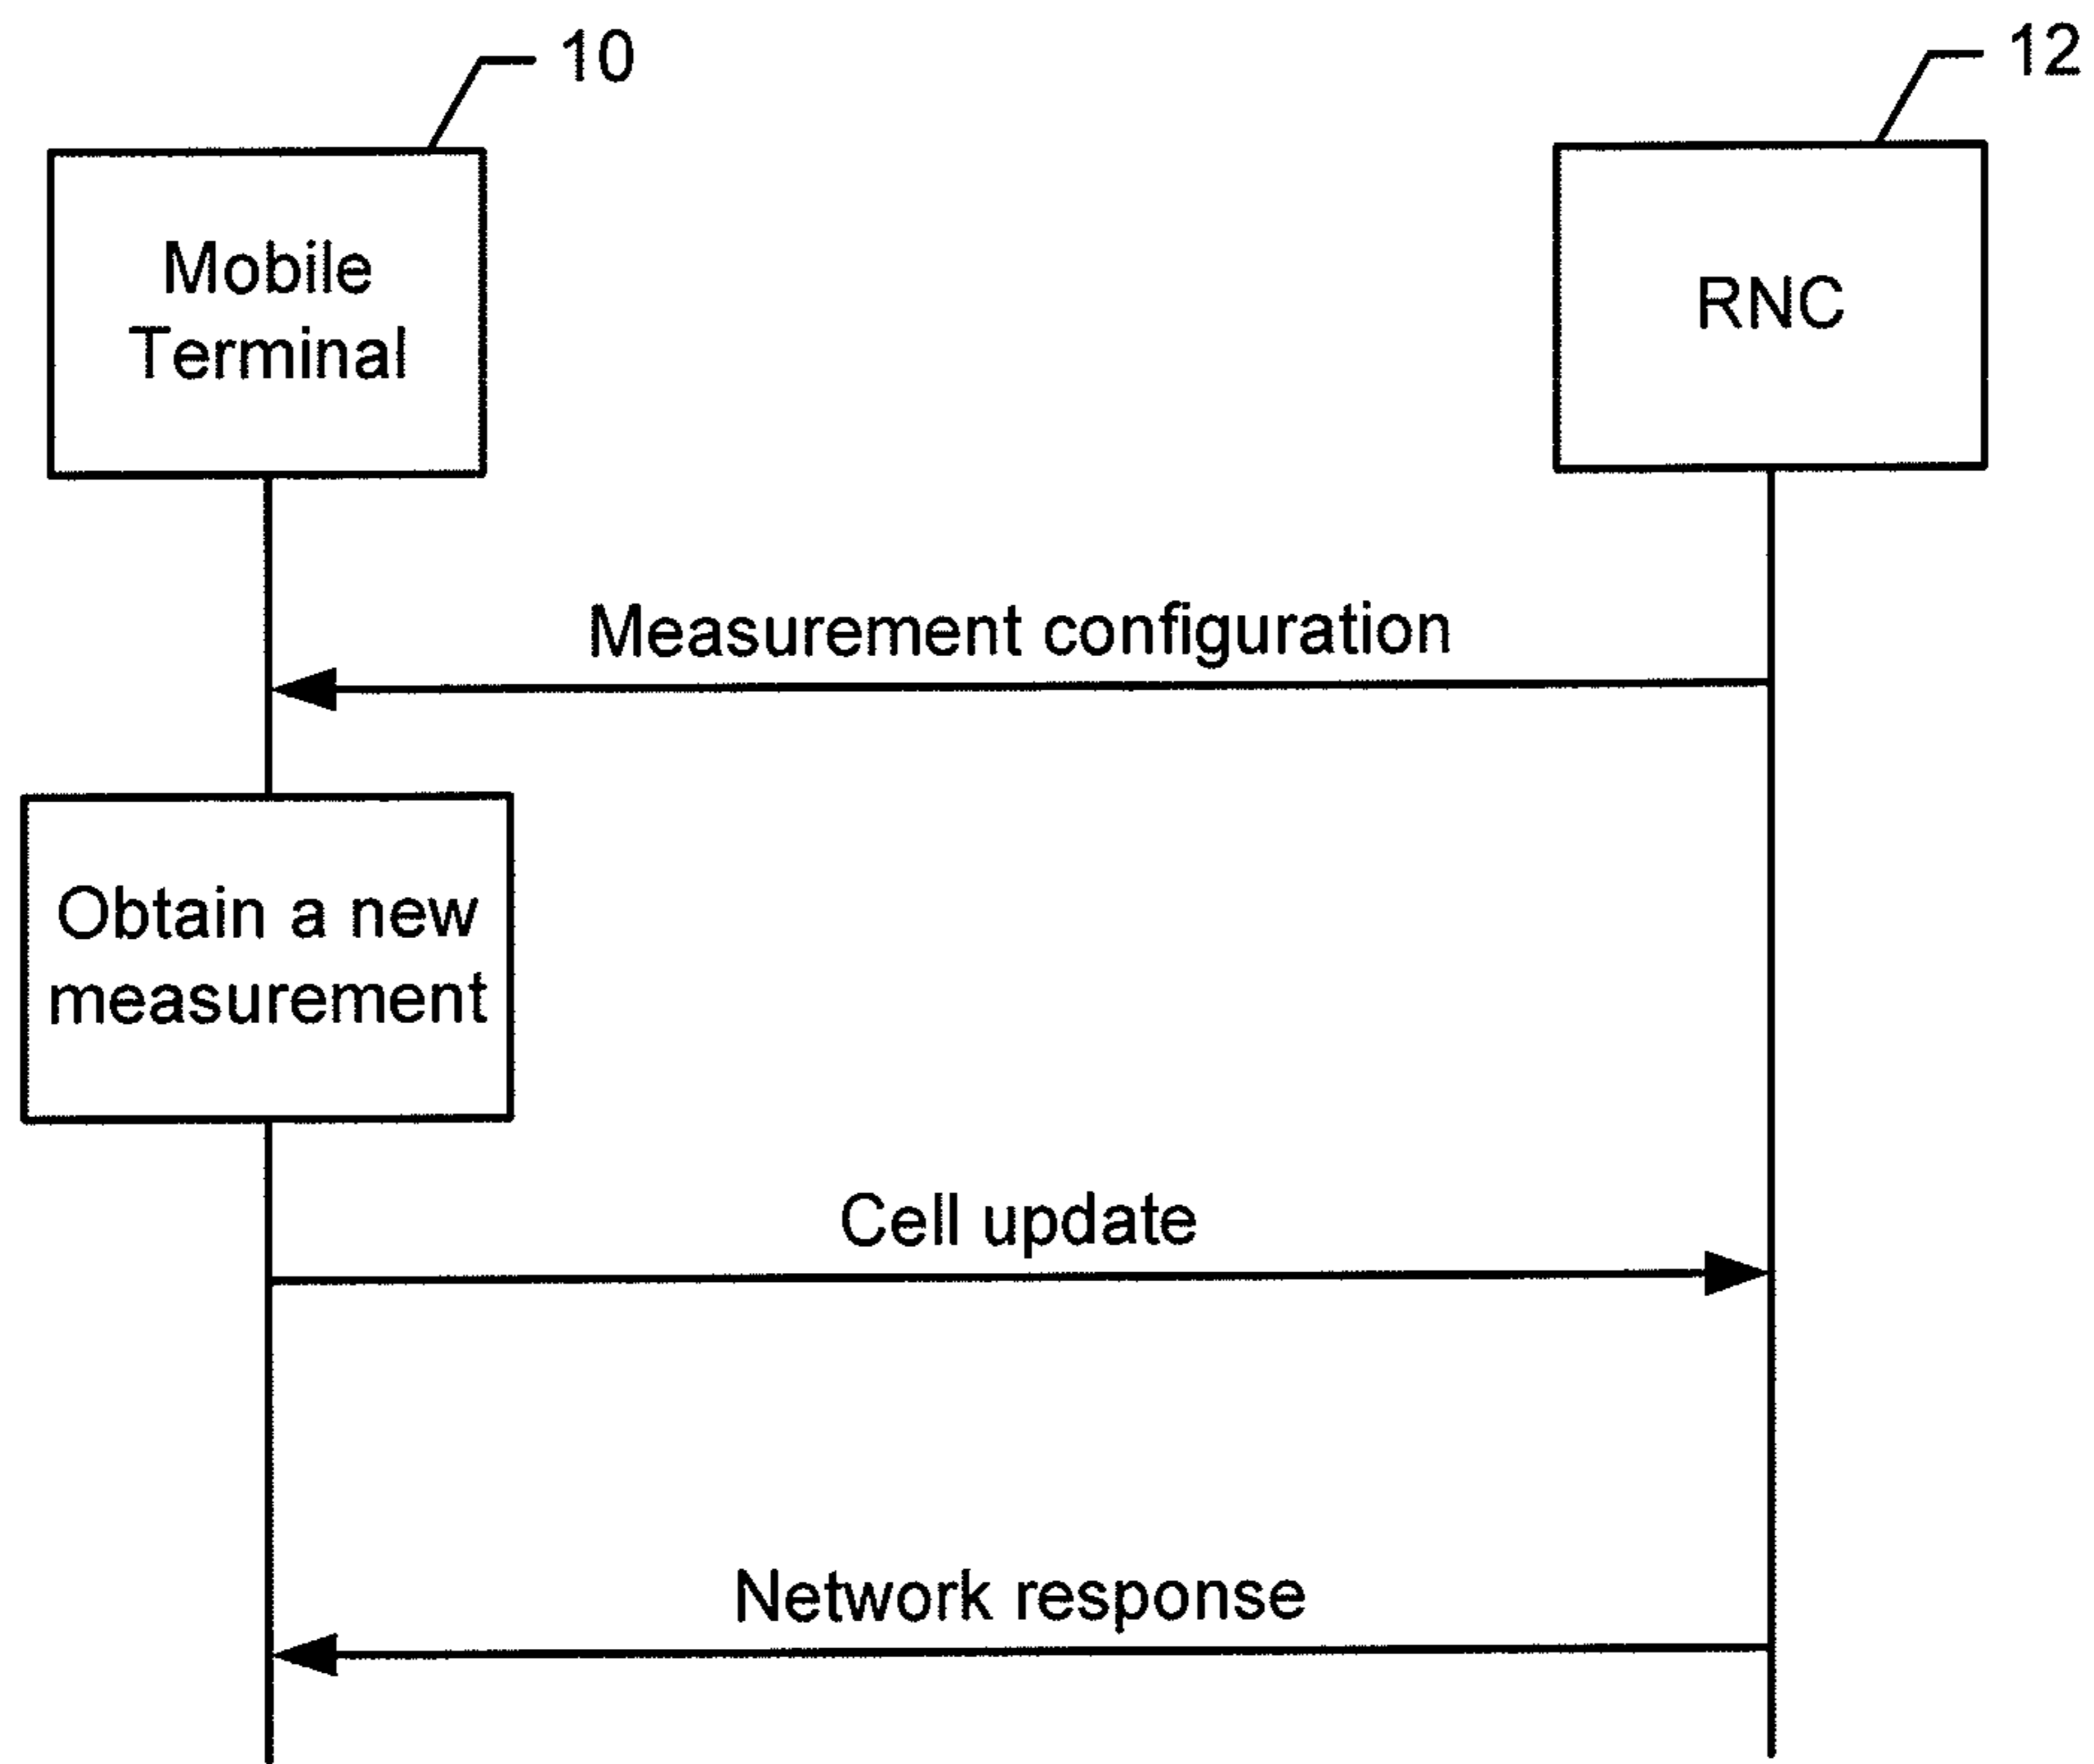 10
12
Mobile
Terminal
RNC
Measurement configuration
Obtain a new
measurement
Cell update
Network response